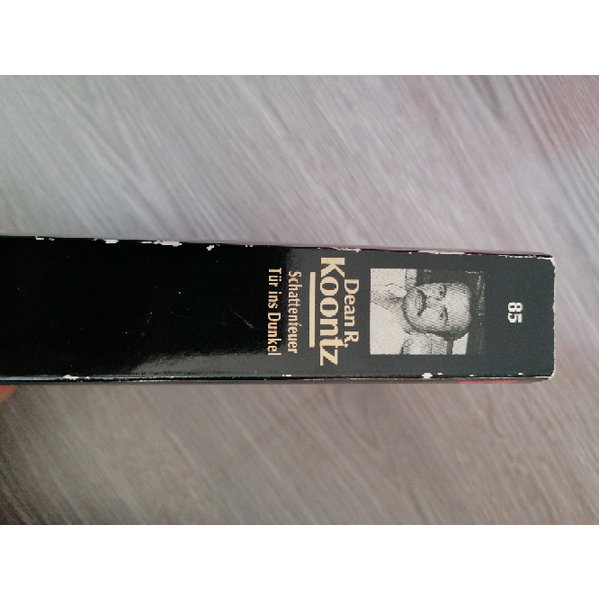 85
Dean R.
Koontz
Schattenfeuer
Tür ins Dunkel